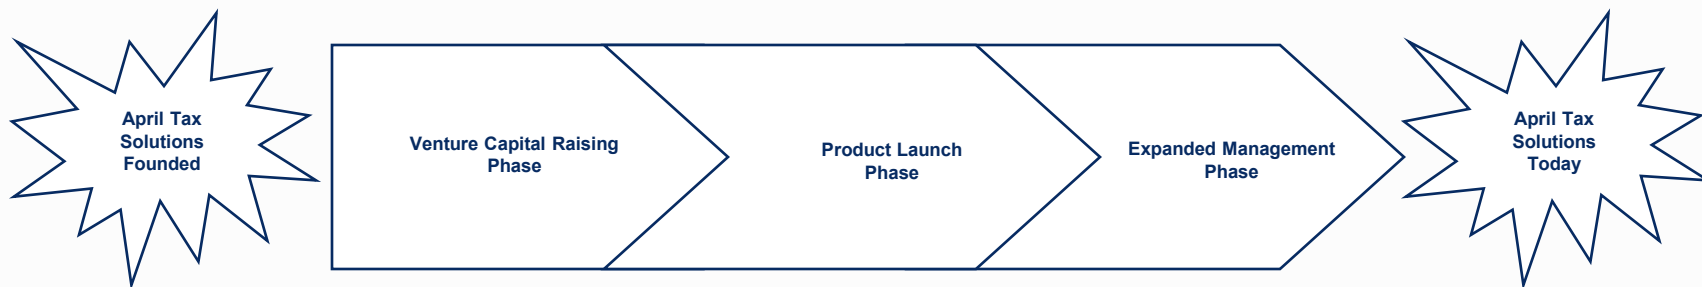 April Tax
Solutions
Founded
Venture Capital Raising
Phase
Product Launch
Phase
Expanded Management
Phase
April Tax
Solutions
Today